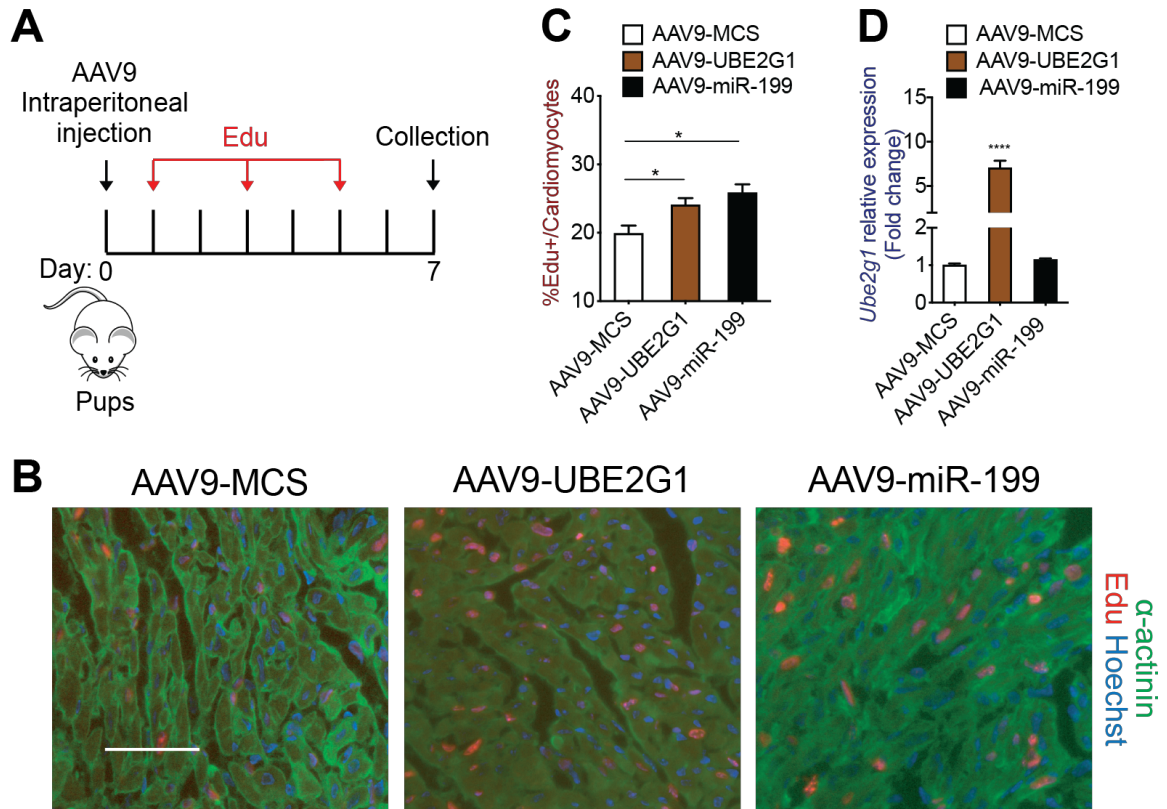 A
AAV9
Intraperitoneal
injection
Edu
Collection
Day: 0
7
Pups
C
AAV9-MCS
AAV9-UBE2G1
AAV9-miR-199
%Edu+/Cardiomyocytes
40
30
20
10
*
*
AAV9-MCS
AAV9-UBE2G1
AAV9-miR-199
D
AAV9-MCS
AAV9-UBE2G1
AAV9-miR-199
Ube2g1 relative expression
(Fold change)
15
10
5
2
1
0
****
AAV9-MCS
AAV9-UBE2G1
AAV9-miR-199
B
AAV9-MCS
AAV9-UBE2G1
AAV9-miR-199
α-actinin
Edu Hoechst